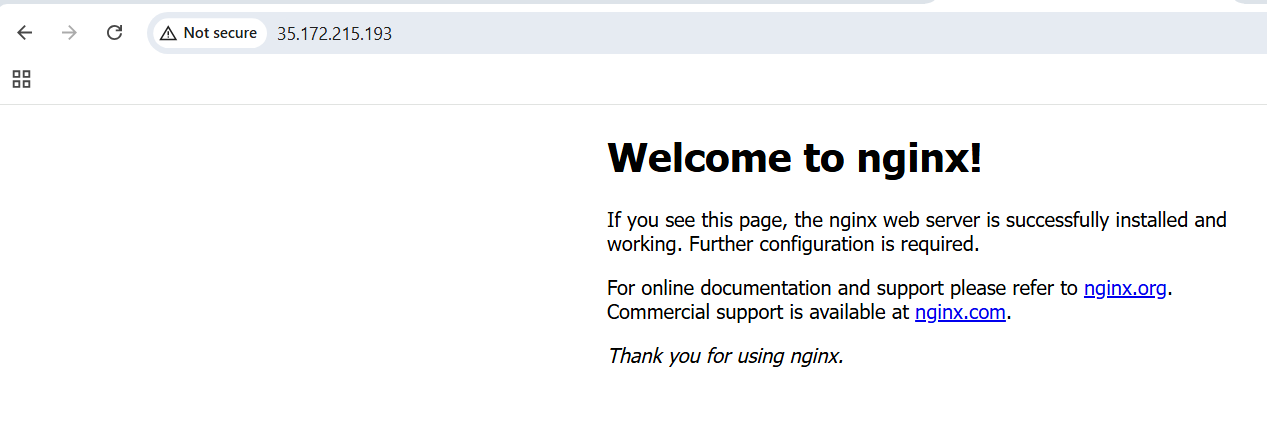 Not secure
35.172.215.193
Welcome to nginx!
If you see this page, the nginx web server is successfully installed and
working. Further configuration is required.
For online documentation and support please refer to nginx.org.
Commercial support is available at nginx.com.
Thank you for using nginx.